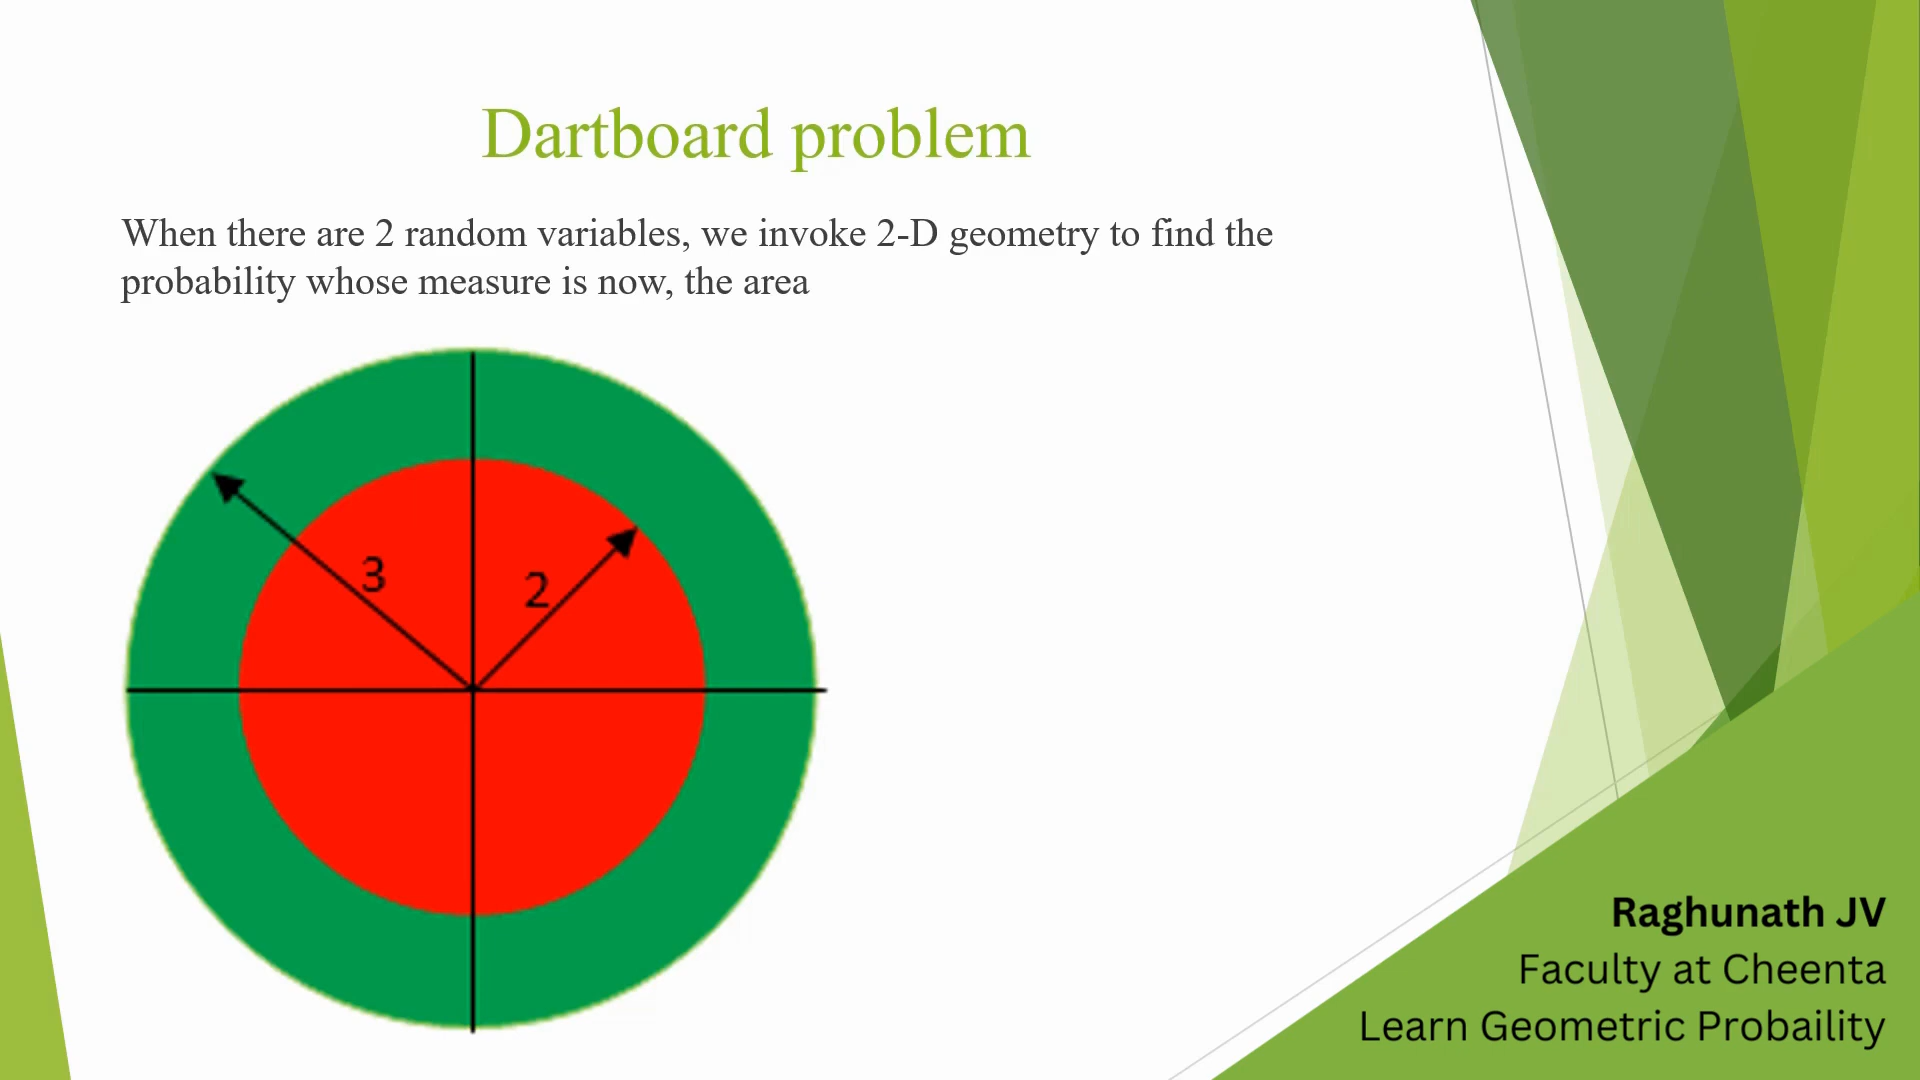 Dartboard problem
When there are 2 random variables, we invoke 2-D geometry to find the
probability whose measure is now, the area
3
2
Raghunath JV
Faculty at Cheenta
Learn Geometric Probaility